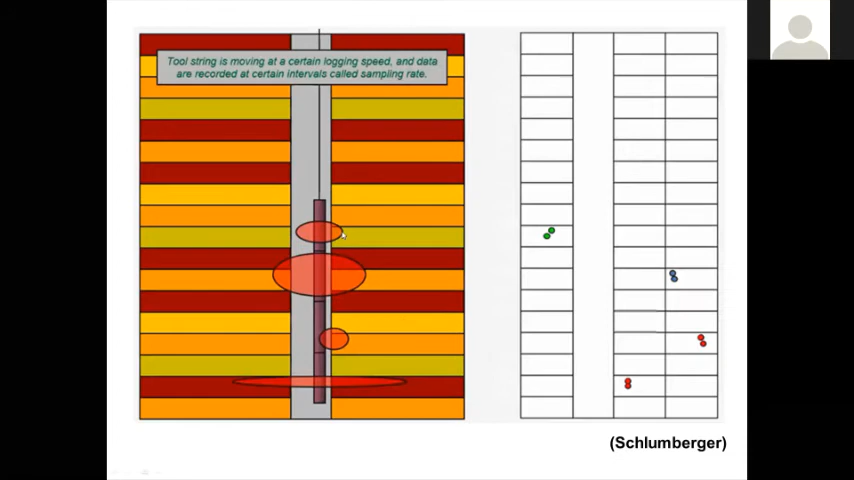 Tool string is moving at a certain logging speed, and data
are recorded at certain intervals called sampling rate.
(Schlumberger)